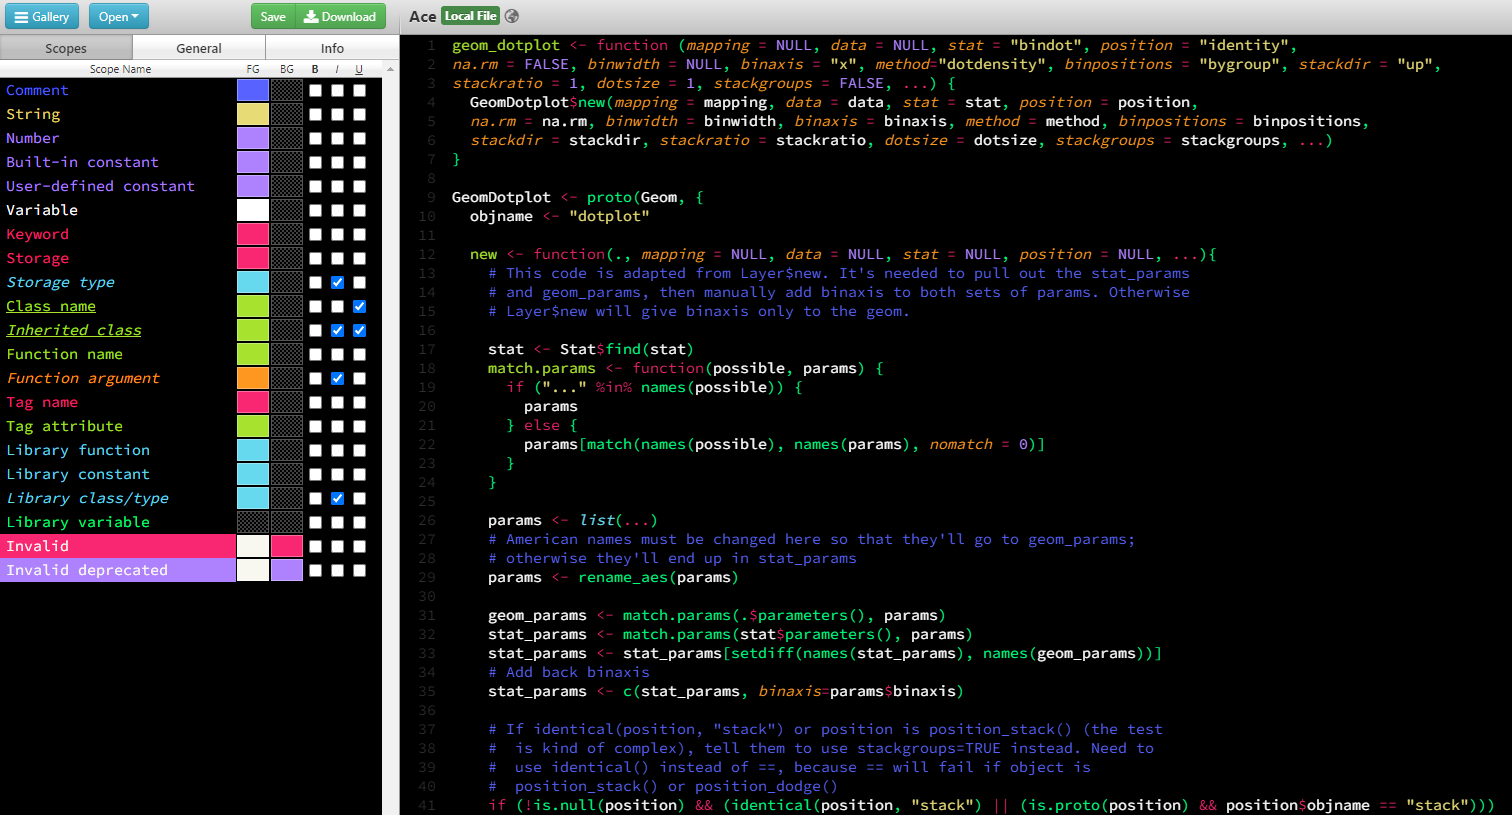 Gallery Open Save Download Ace Local File
Scopes General Info
Scope Name FG BG B I U
Comment
String
Number
Built-in constant
User-defined constant
Variable
Keyword
Storage
Storage type
Class name
Inherited class
Function name
Function argument
Tag name
Tag attribute
Library function
Library constant
Library class/type
Library variable
Invalid
Invalid deprecated
1 geom_dotplot <- function (mapping = NULL, data = NULL, stat = "bindot", position = "identity",
2 na.rm = FALSE, binwidth = NULL, binaxis = "x", method="dotdensity", binpositions = "bygroup", stackdir = "up",
3 stackratio = 1, dotsize = 1, stackgroups = FALSE, ...) {
4 GeomDotplot$new(mapping = mapping, data = data, stat = stat, position = position,
5 na.rm = na.rm, binwidth = binwidth, binaxis = binaxis, method = method, binpositions = binpositions,
6 stackdir = stackdir, stackratio = stackratio, dotsize = dotsize, stackgroups = stackgroups, ...)
7 }
8
9 GeomDotplot <- proto(Geom, {
10 objname <- "dotplot"
11
12 new <- function(., mapping = NULL, data = NULL, stat = NULL, position = NULL, ...){
13 # This code is adapted from Layer$new. It's needed to pull out the stat_params
14 # and geom_params, then manually add binaxis to both sets of params. Otherwise
15 # Layer$new will give binaxis only to the geom.
16
17 stat <- Stat$find(stat)
18 match.params <- function(possible, params) {
19 if ("..." %in% names(possible)) {
20 params
21 } else {
22 params[match(names(possible), names(params), nomatch = 0)]
23 }
24 }
25
26 params <- list(...)
27 # American names must be changed here so that they'll go to geom_params;
28 # otherwise they'll end up in stat_params
29 params <- rename_aes(params)
30
31 geom_params <- match.params(.$parameters(), params)
32 stat_params <- match.params(stat$parameters(), params)
33 stat_params <- stat_params[setdiff(names(stat_params), names(geom_params))]
34 # Add back binaxis
35 stat_params <- c(stat_params, binaxis=params$binaxis)
36
37 # If identical(position, "stack") or position is position_stack() (the test
38 #  is kind of complex), tell them to use stackgroups=TRUE instead. Need to
39 #  use identical() instead of ==, because == will fail if object is
40 #  position_stack() or position_dodge()
41 if (!is.null(position) && (identical(position, "stack") || (is.proto(position) && position$objname == "stack")))